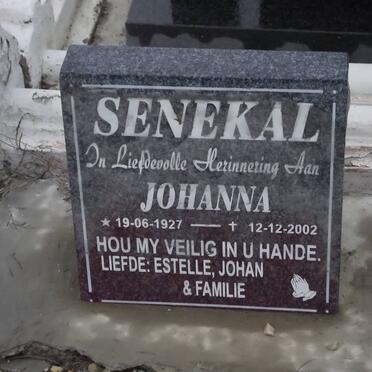 SENEKAL
In Liefdevolle Herinnering Aan
JOHANNA
★ 19-06-1927 — ✝ 12-12-2002
HOU MY VEILIG IN U HANDE.
LIEFDE: ESTELLE, JOHAN
& FAMILIE